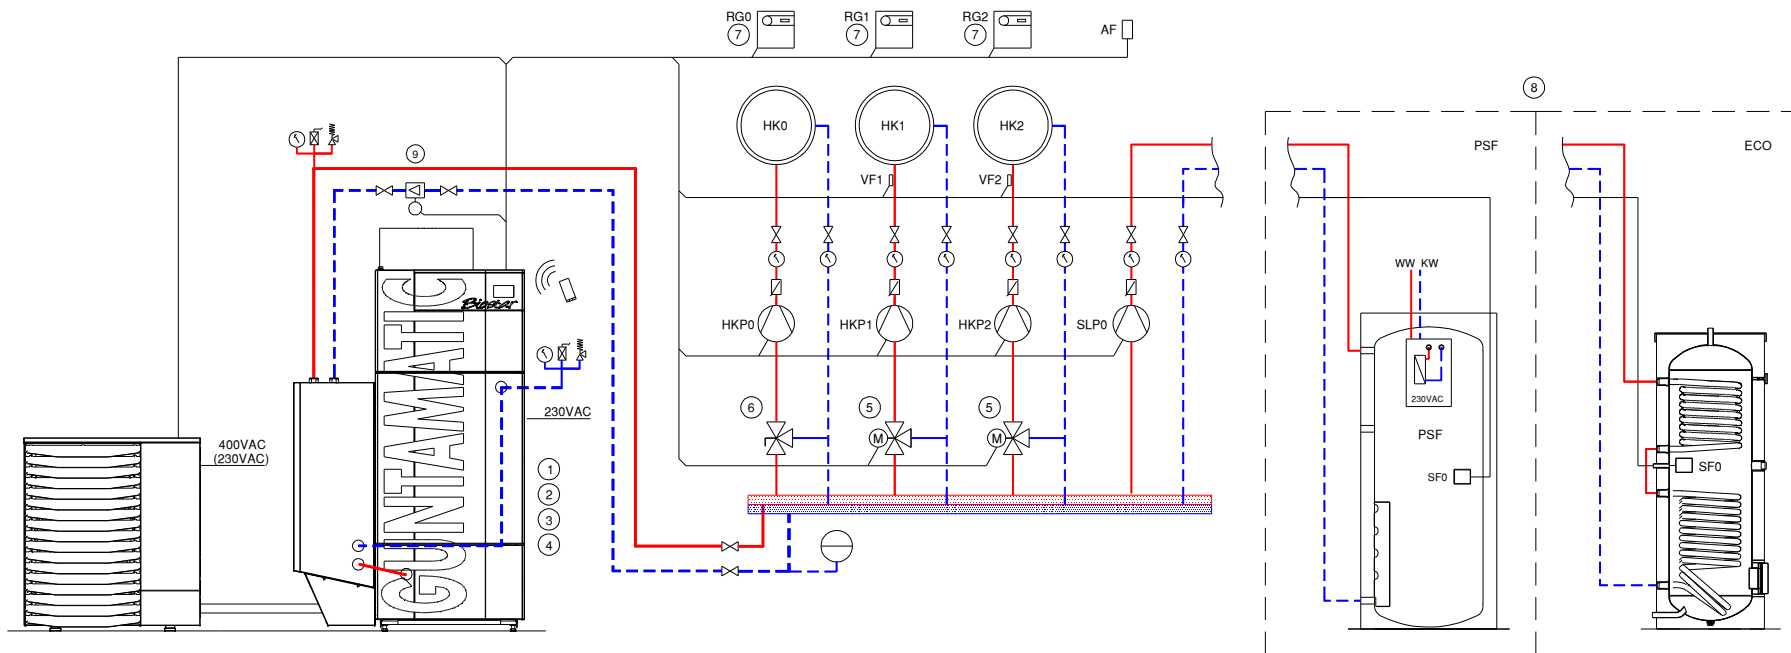 RG0
7
RG1
7
RG2
7
AF
8
HK0
HK1
HK2
PSF
ECO
9
VF1
VF2
WW KW
Biostar
HKP0
HKP1
HKP2
SLP0
230VAC
PSF
6
5
5
230VAC
M
M
400VAC
(230VAC)
1
2
3
4
SF0
SF0
GUNTAMATIC